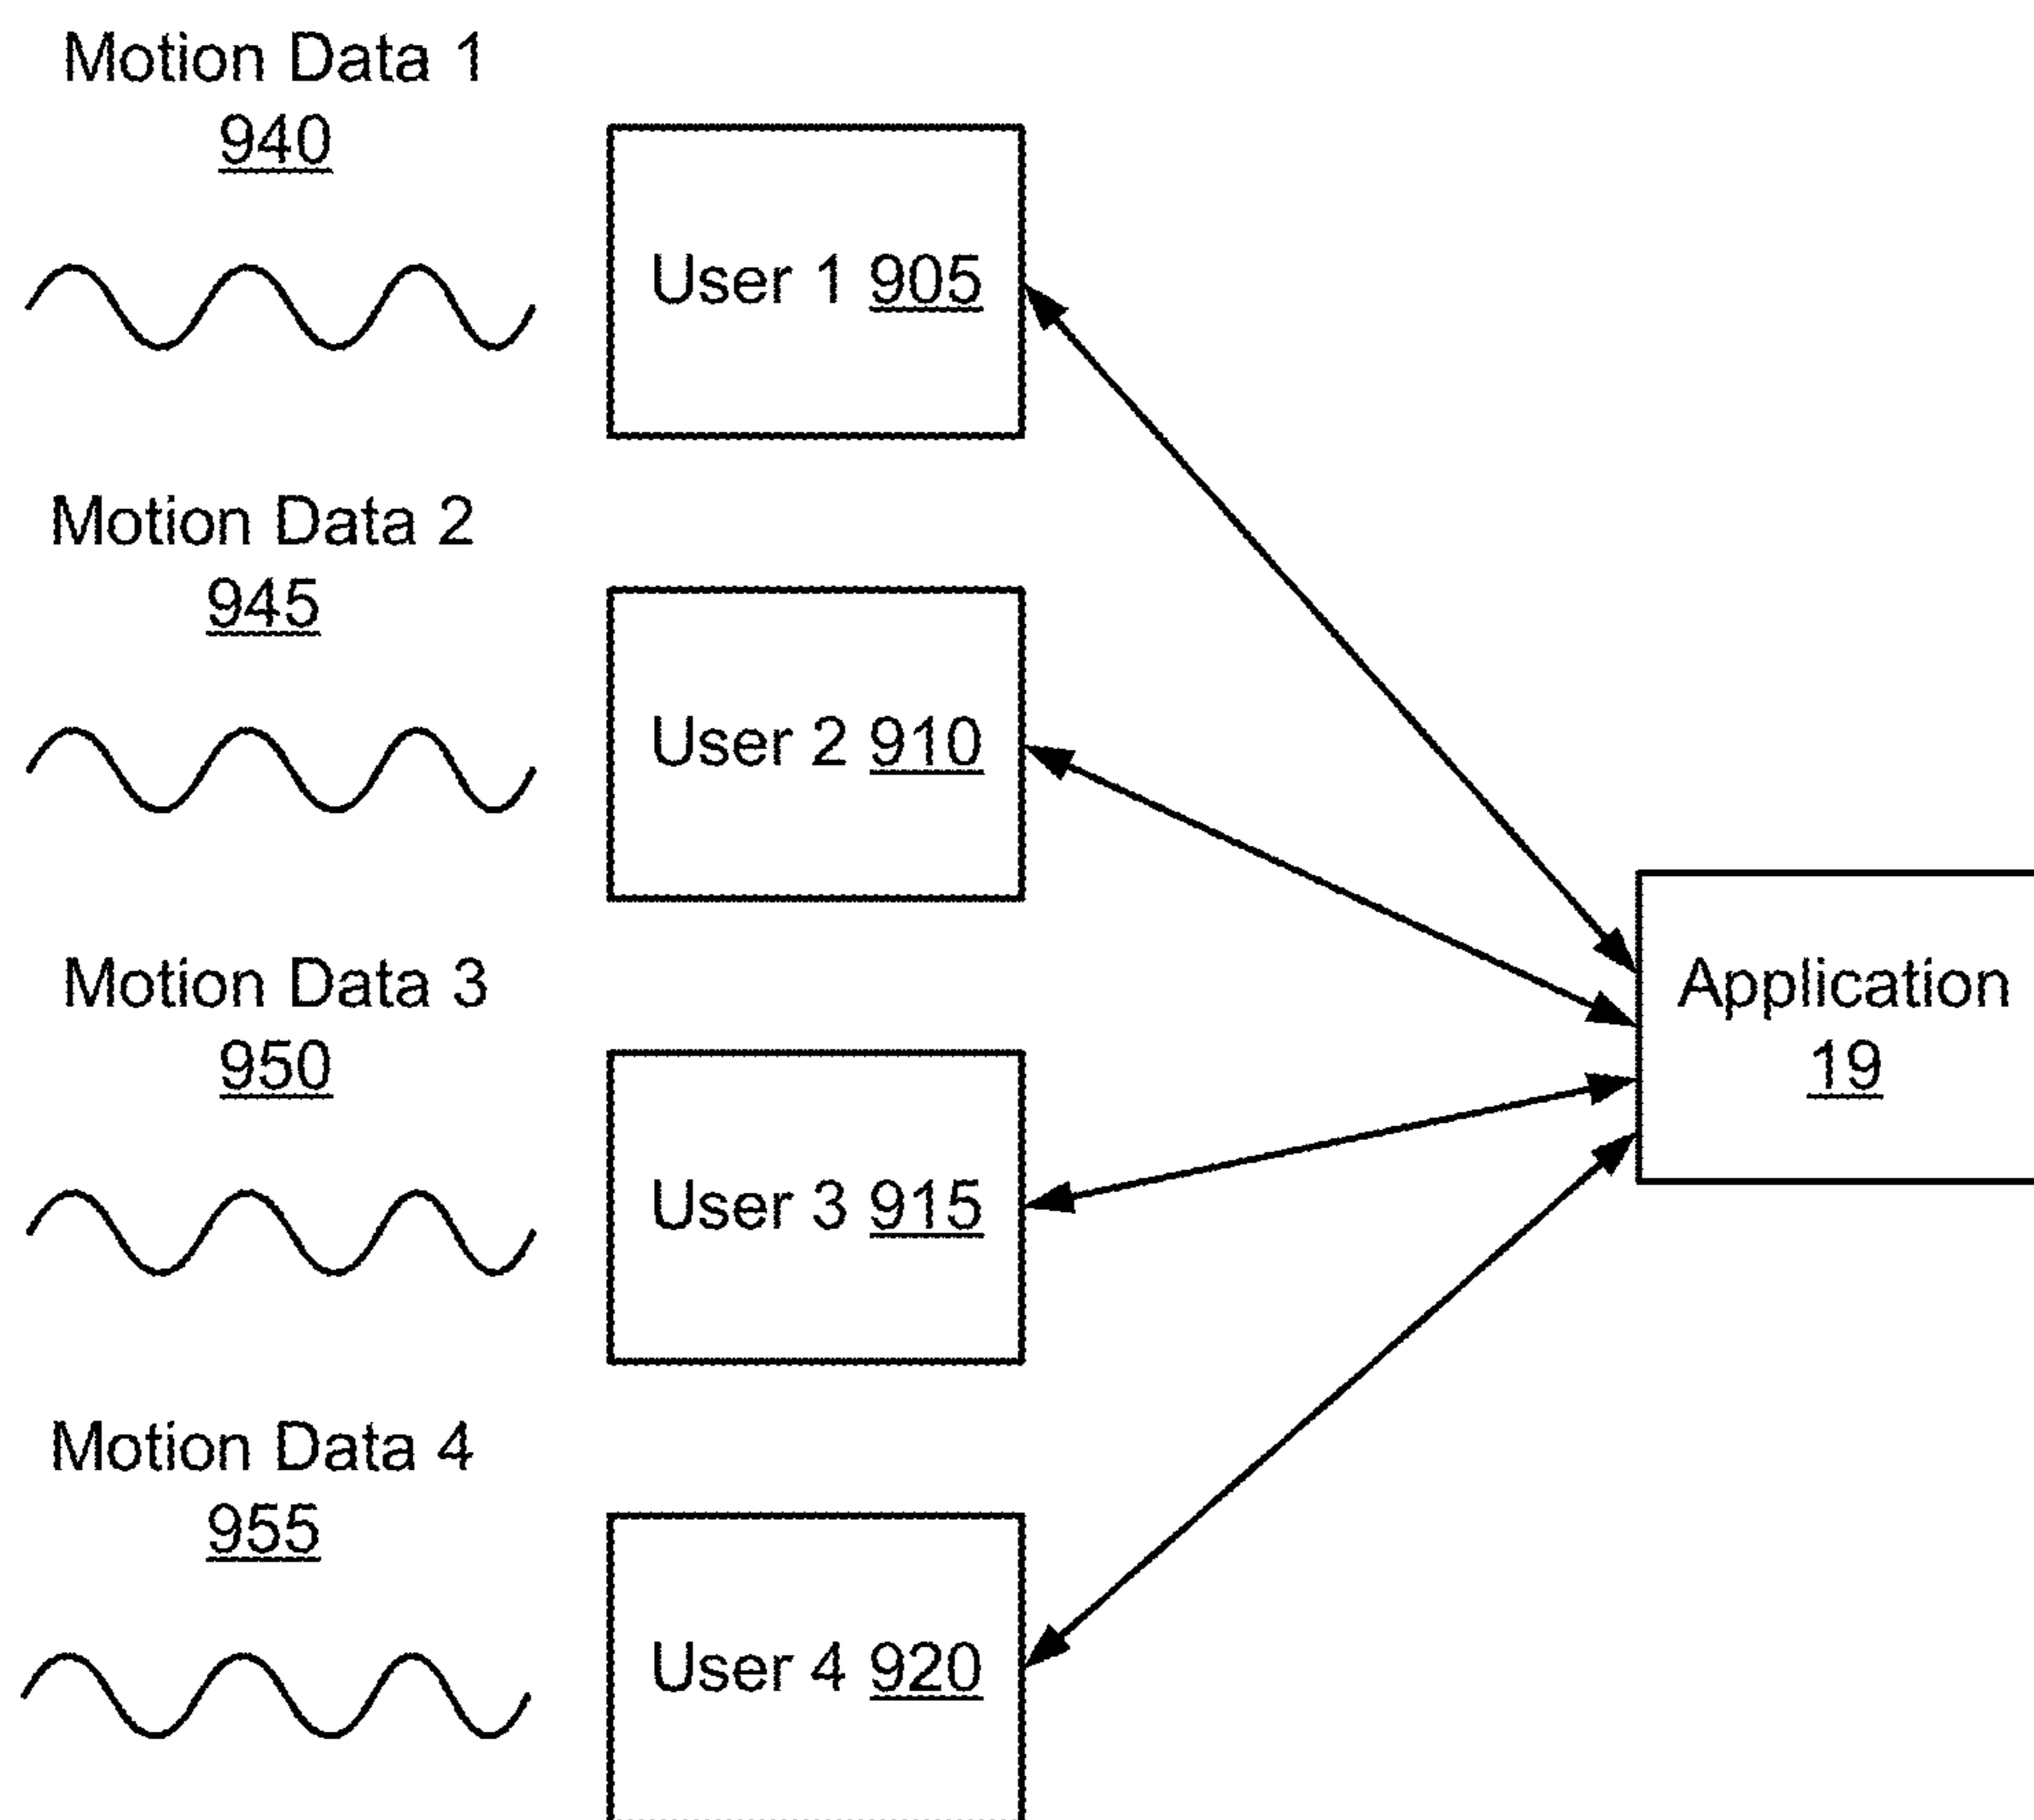 Motion Data 1
940
User 1 905
Motion Data 2
945
User 2 910
Motion Data 3
950
User 3 915
Application
19
Motion Data 4
955
User 4 920